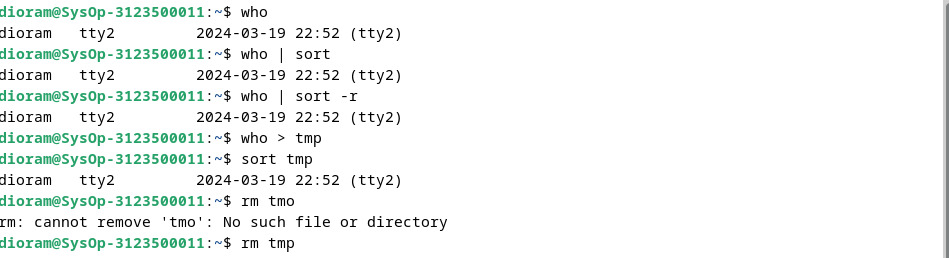 dioram@SysOp-3123500011:~$ who
dioram   tty2         2024-03-19 22:52 (tty2)
dioram@SysOp-3123500011:~$ who | sort
dioram   tty2         2024-03-19 22:52 (tty2)
dioram@SysOp-3123500011:~$ who | sort -r
dioram   tty2         2024-03-19 22:52 (tty2)
dioram@SysOp-3123500011:~$ who > tmp
dioram@SysOp-3123500011:~$ sort tmp
dioram   tty2         2024-03-19 22:52 (tty2)
dioram@SysOp-3123500011:~$ rm tmo
rm: cannot remove 'tmo': No such file or directory
dioram@SysOp-3123500011:~$ rm tmp